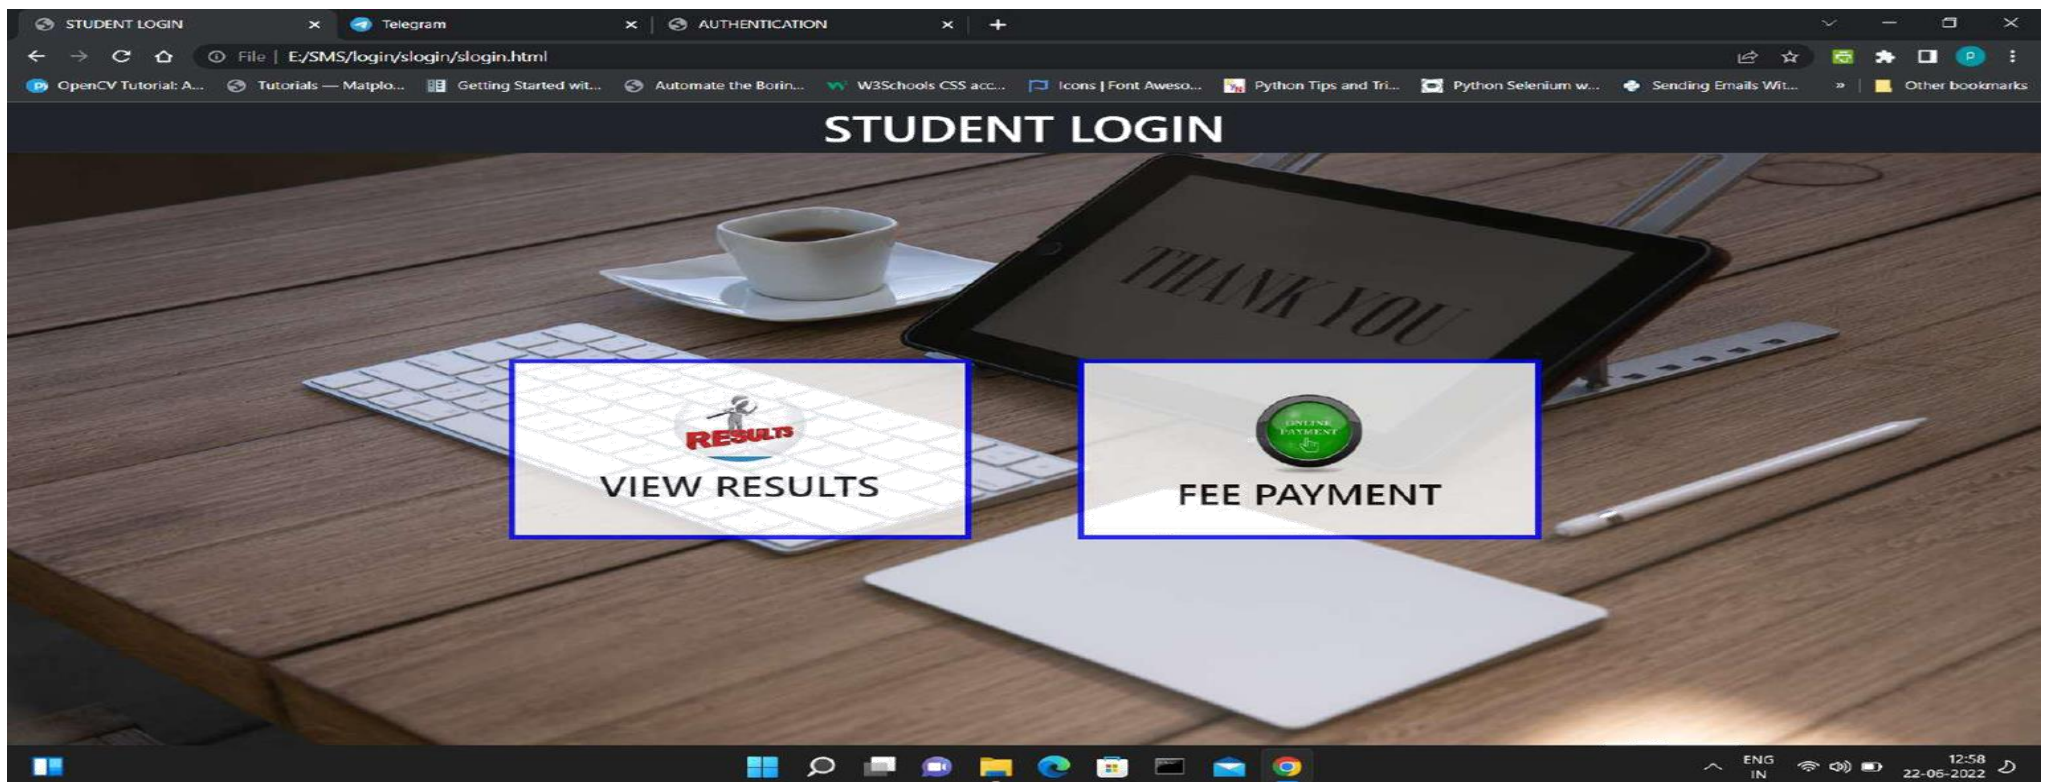 STUDENT LOGIN
Telegram
AUTHENTICATION
File | E:/SMS/login/slogin/slogin.html
OpenCV Tutorial: A...
Tutorials — Matplo...
Getting Started wit...
Automate the Borin...
W3Schools CSS acc...
Icons | Font Aweso...
Python Tips and Tri...
Python Selenium w...
Sending Emails Wit...
»
Other bookmarks
STUDENT LOGIN
THANK YOU
RESULTS
VIEW RESULTS
ONLINE
PAYMENT
FEE PAYMENT
ENG
IN
12:58
22-06-2022